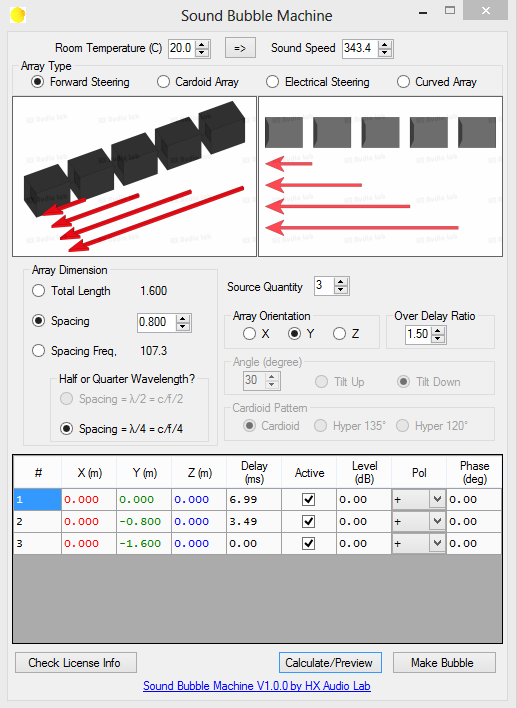 Sound Bubble Machine
Room Temperature (C) 20.0 => Sound Speed 343.4
Array Type
Forward Steering Cardoid Array Electrical Steering Curved Array
Array Dimension
Total Length 1.600
Spacing 0.800
Spacing Freq. 107.3
Half or Quarter Wavelength?
Spacing = λ/2 = c/f/2
Spacing = λ/4 = c/f/4
Source Quantity 3
Array Orientation
X Y Z
Over Delay Ratio
1.50
Angle (degree)
30 Tilt Up Tilt Down
Cardioid Pattern
Cardioid Hyper 135° Hyper 120°
# X (m) Y (m) Z (m) Delay (ms) Active Level (dB) Pol Phase (deg)
1 0.000 0.000 0.000 6.99 0.00 + 0.00
2 0.000 -0.800 0.000 3.49 0.00 + 0.00
3 0.000 -1.600 0.000 0.00 0.00 + 0.00
Check License Info Calculate/Preview Make Bubble
Sound Bubble Machine V1.0.0 by HX Audio Lab